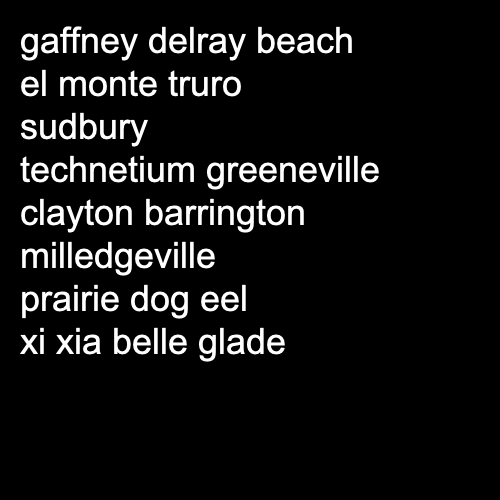 gaffney delray beach
el monte truro
sudbury
technetium greeneville
clayton barrington
milledgeville
prairie dog eel
xi xia belle glade